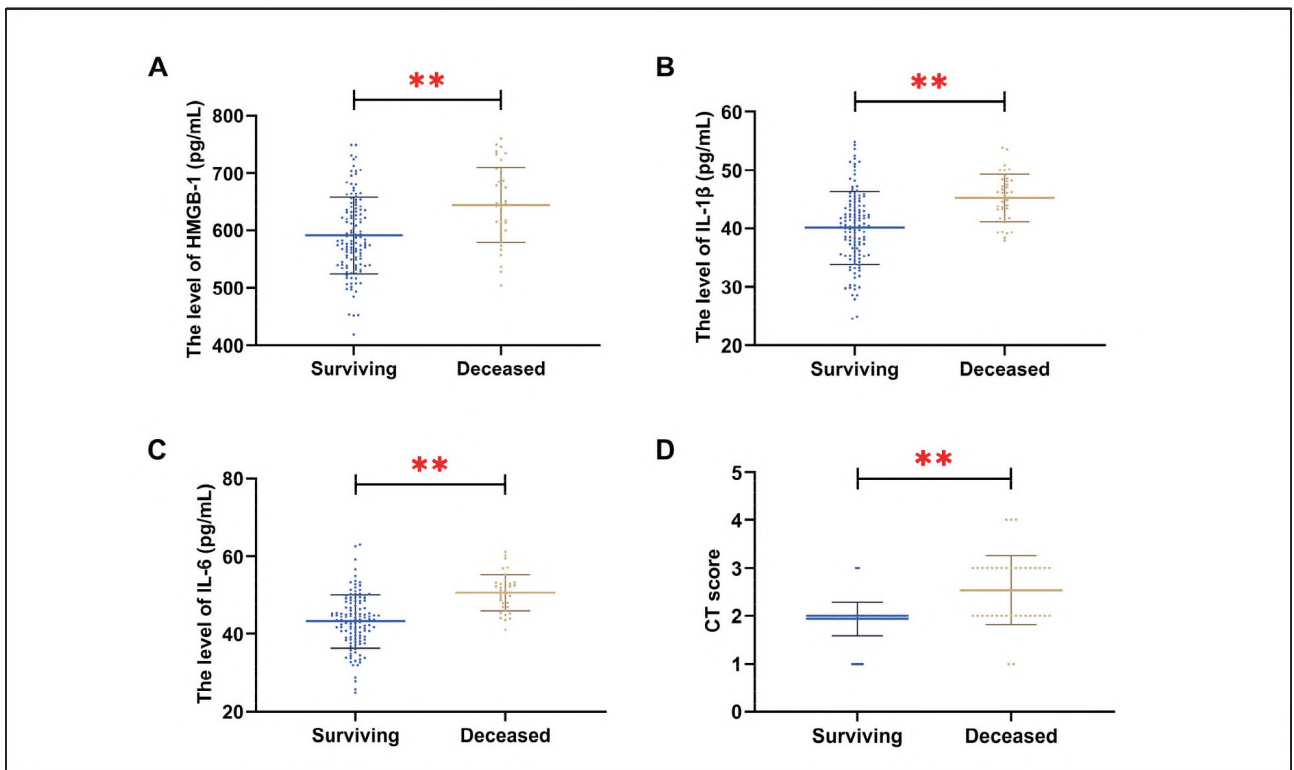 A
**
The level of HMGB-1 (pg/mL)
800
700
600
500
400
Surviving Deceased
B
**
The level of IL-1β (pg/mL)
60
50
40
30
20
Surviving Deceased
C
**
The level of IL-6 (pg/mL)
80
60
40
20
Surviving Deceased
D
**
CT score
5
4
3
2
1
0
Surviving Deceased